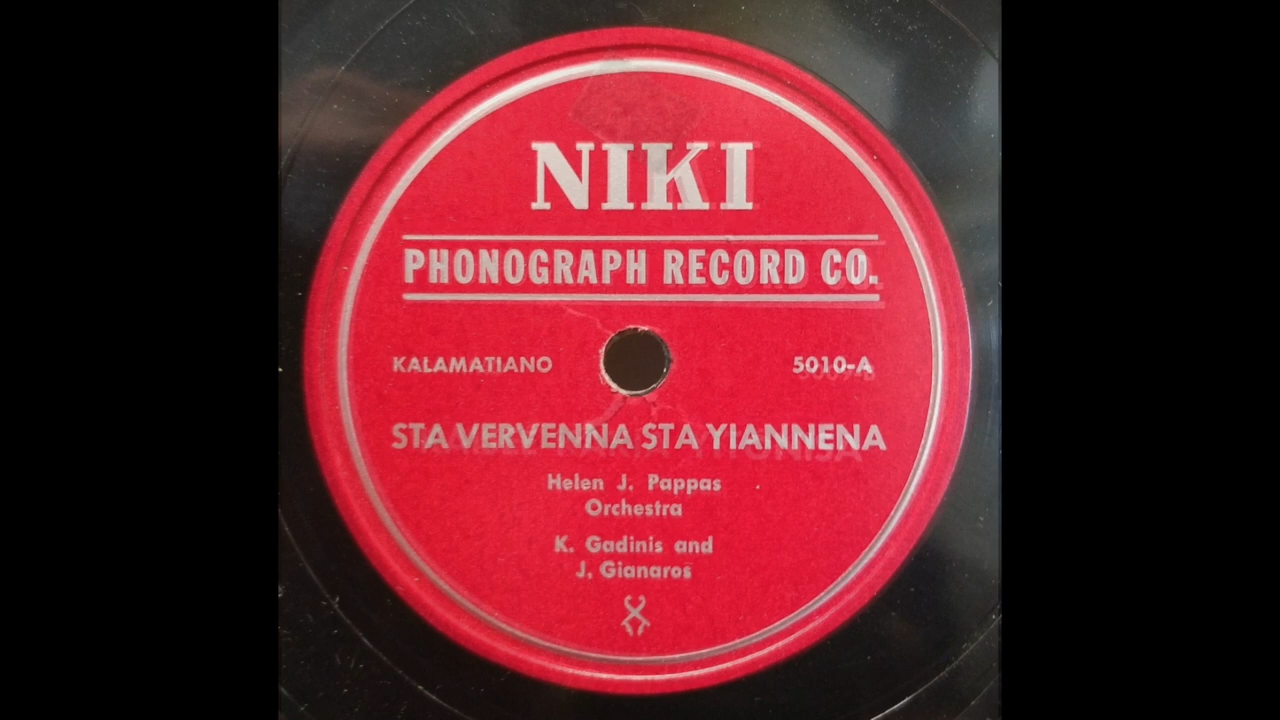 NIKI
PHONOGRAPH RECORD CO.
KALAMATIANO 5010-A
STA VERVENNA STA YIANNENA
Helen J. Pappas
Orchestra
K. Gadinis and
J. Gianaros